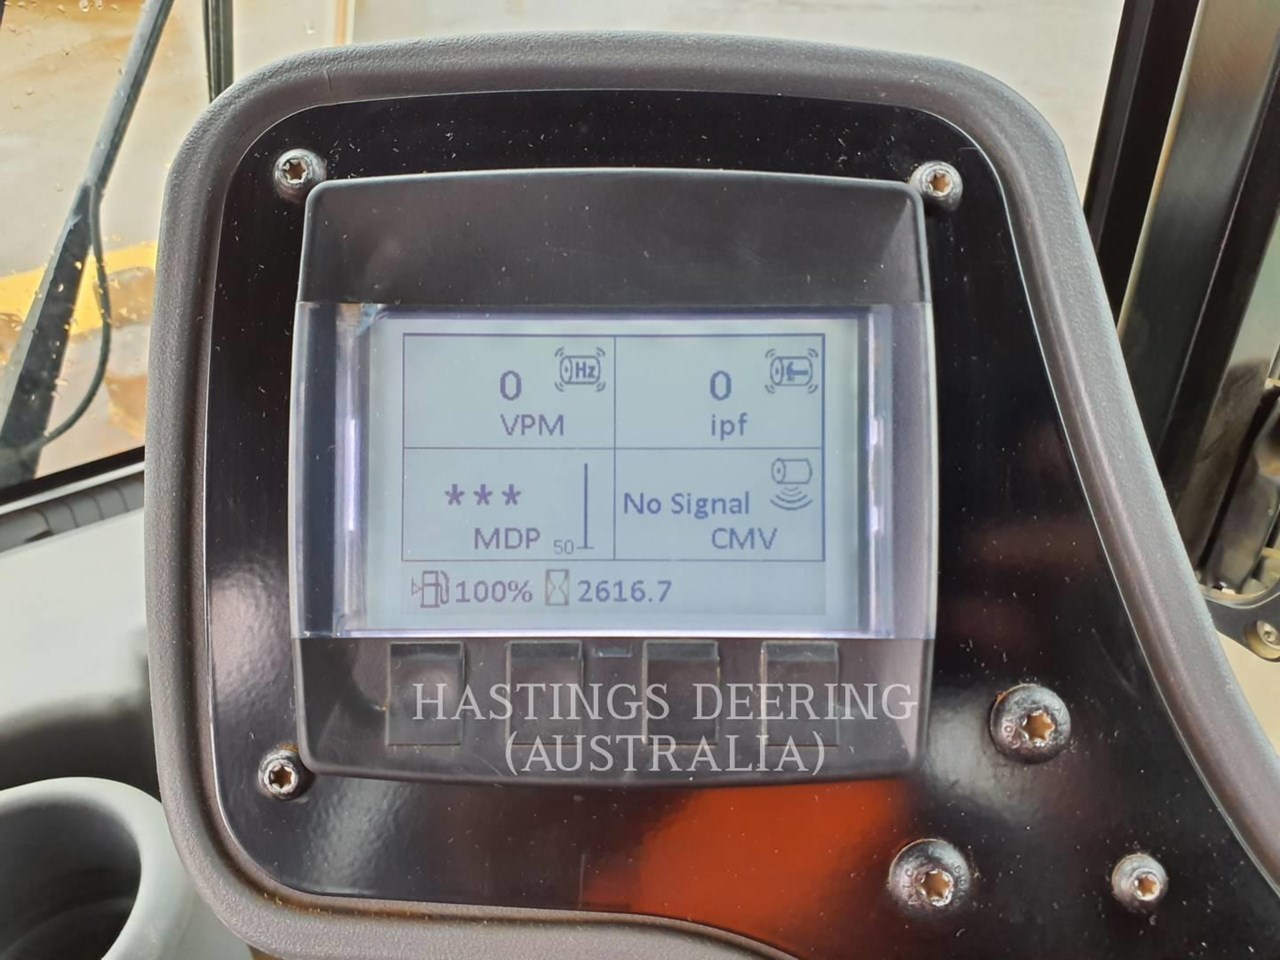 0 Hz
VPM
0
ipf
***
MDP 50
No Signal
CMV
100% 2616.7
HASTINGS DEERING
(AUSTRALIA)